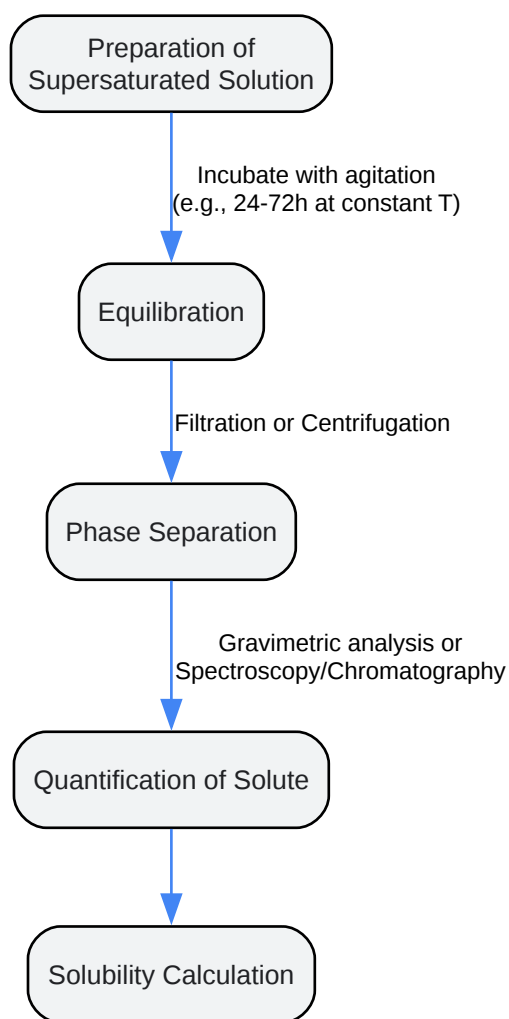 Preparation of
Supersaturated Solution
Incubate with agitation
(e.g., 24-72h at constant T)
Equilibration
Filtration or Centrifugation
Phase Separation
Gravimetric analysis or
Spectroscopy/Chromatography
Quantification of Solute
Solubility Calculation